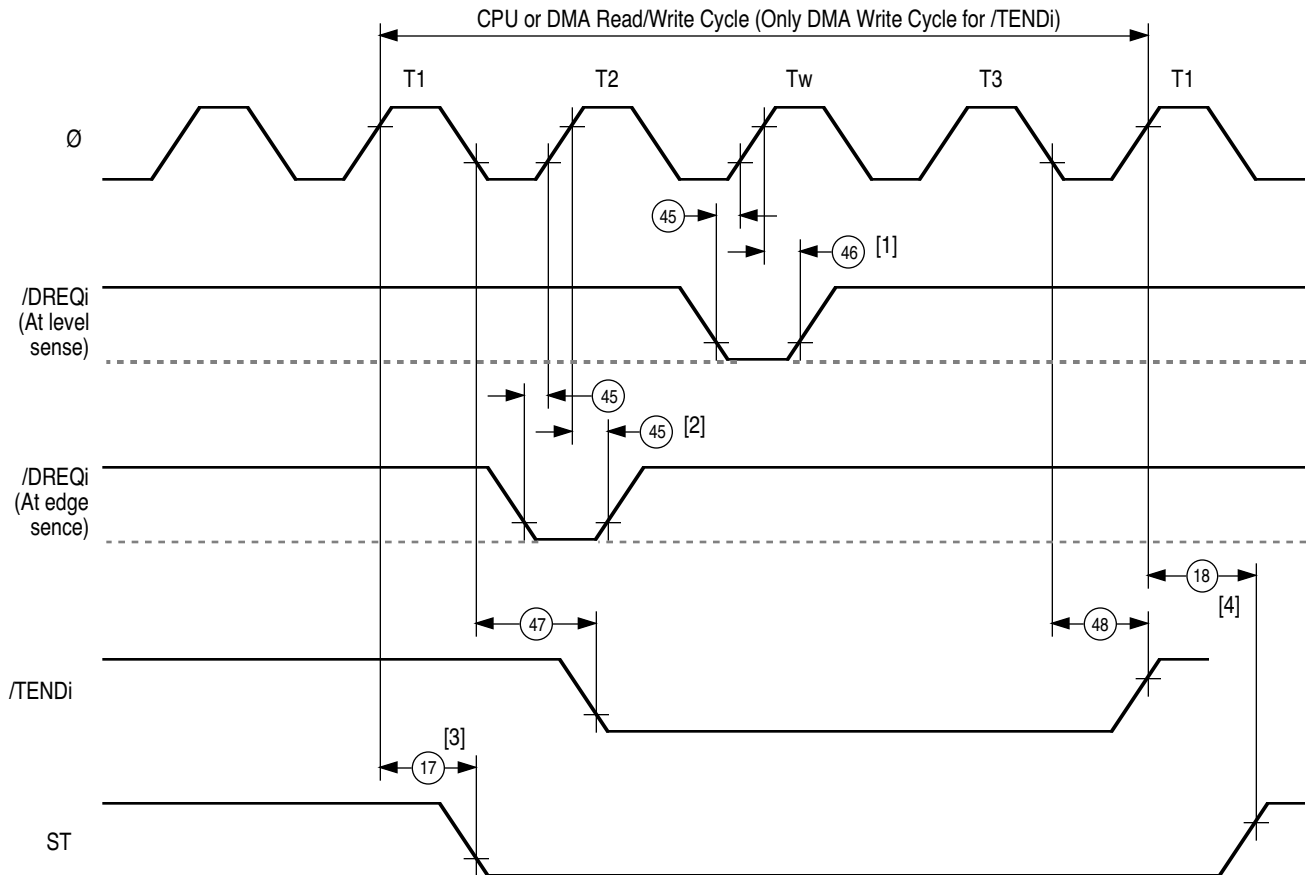 CPU or DMA Read/Write Cycle (Only DMA Write Cycle for /TENDi)
T1 T2 Tw T3 T1
Ø
45
46 [1]
/DREQi
(At level
sense)
45
45 [2]
/DREQi
(At edge
sence)
18
[4]
47
48
/TENDi
[3]
17
ST